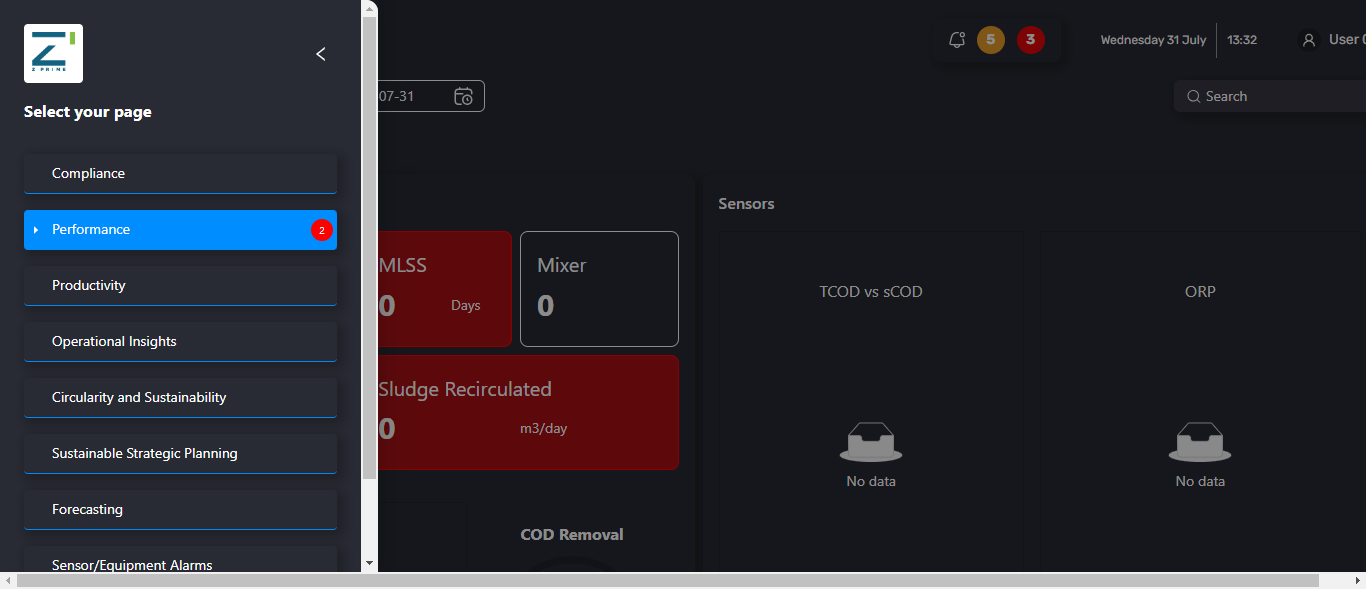 Z PRIME
Select your page
Compliance
Performance
2
Productivity
Operational Insights
Circularity and Sustainability
Sustainable Strategic Planning
Forecasting
Sensor/Equipment Alarms
5
3
Wednesday 31 July
13:32
User
07-31
Search
MLSS
0
Days
Mixer
0
Sludge Recirculated
0
m3/day
COD Removal
Sensors
TCOD vs sCOD
No data
ORP
No data